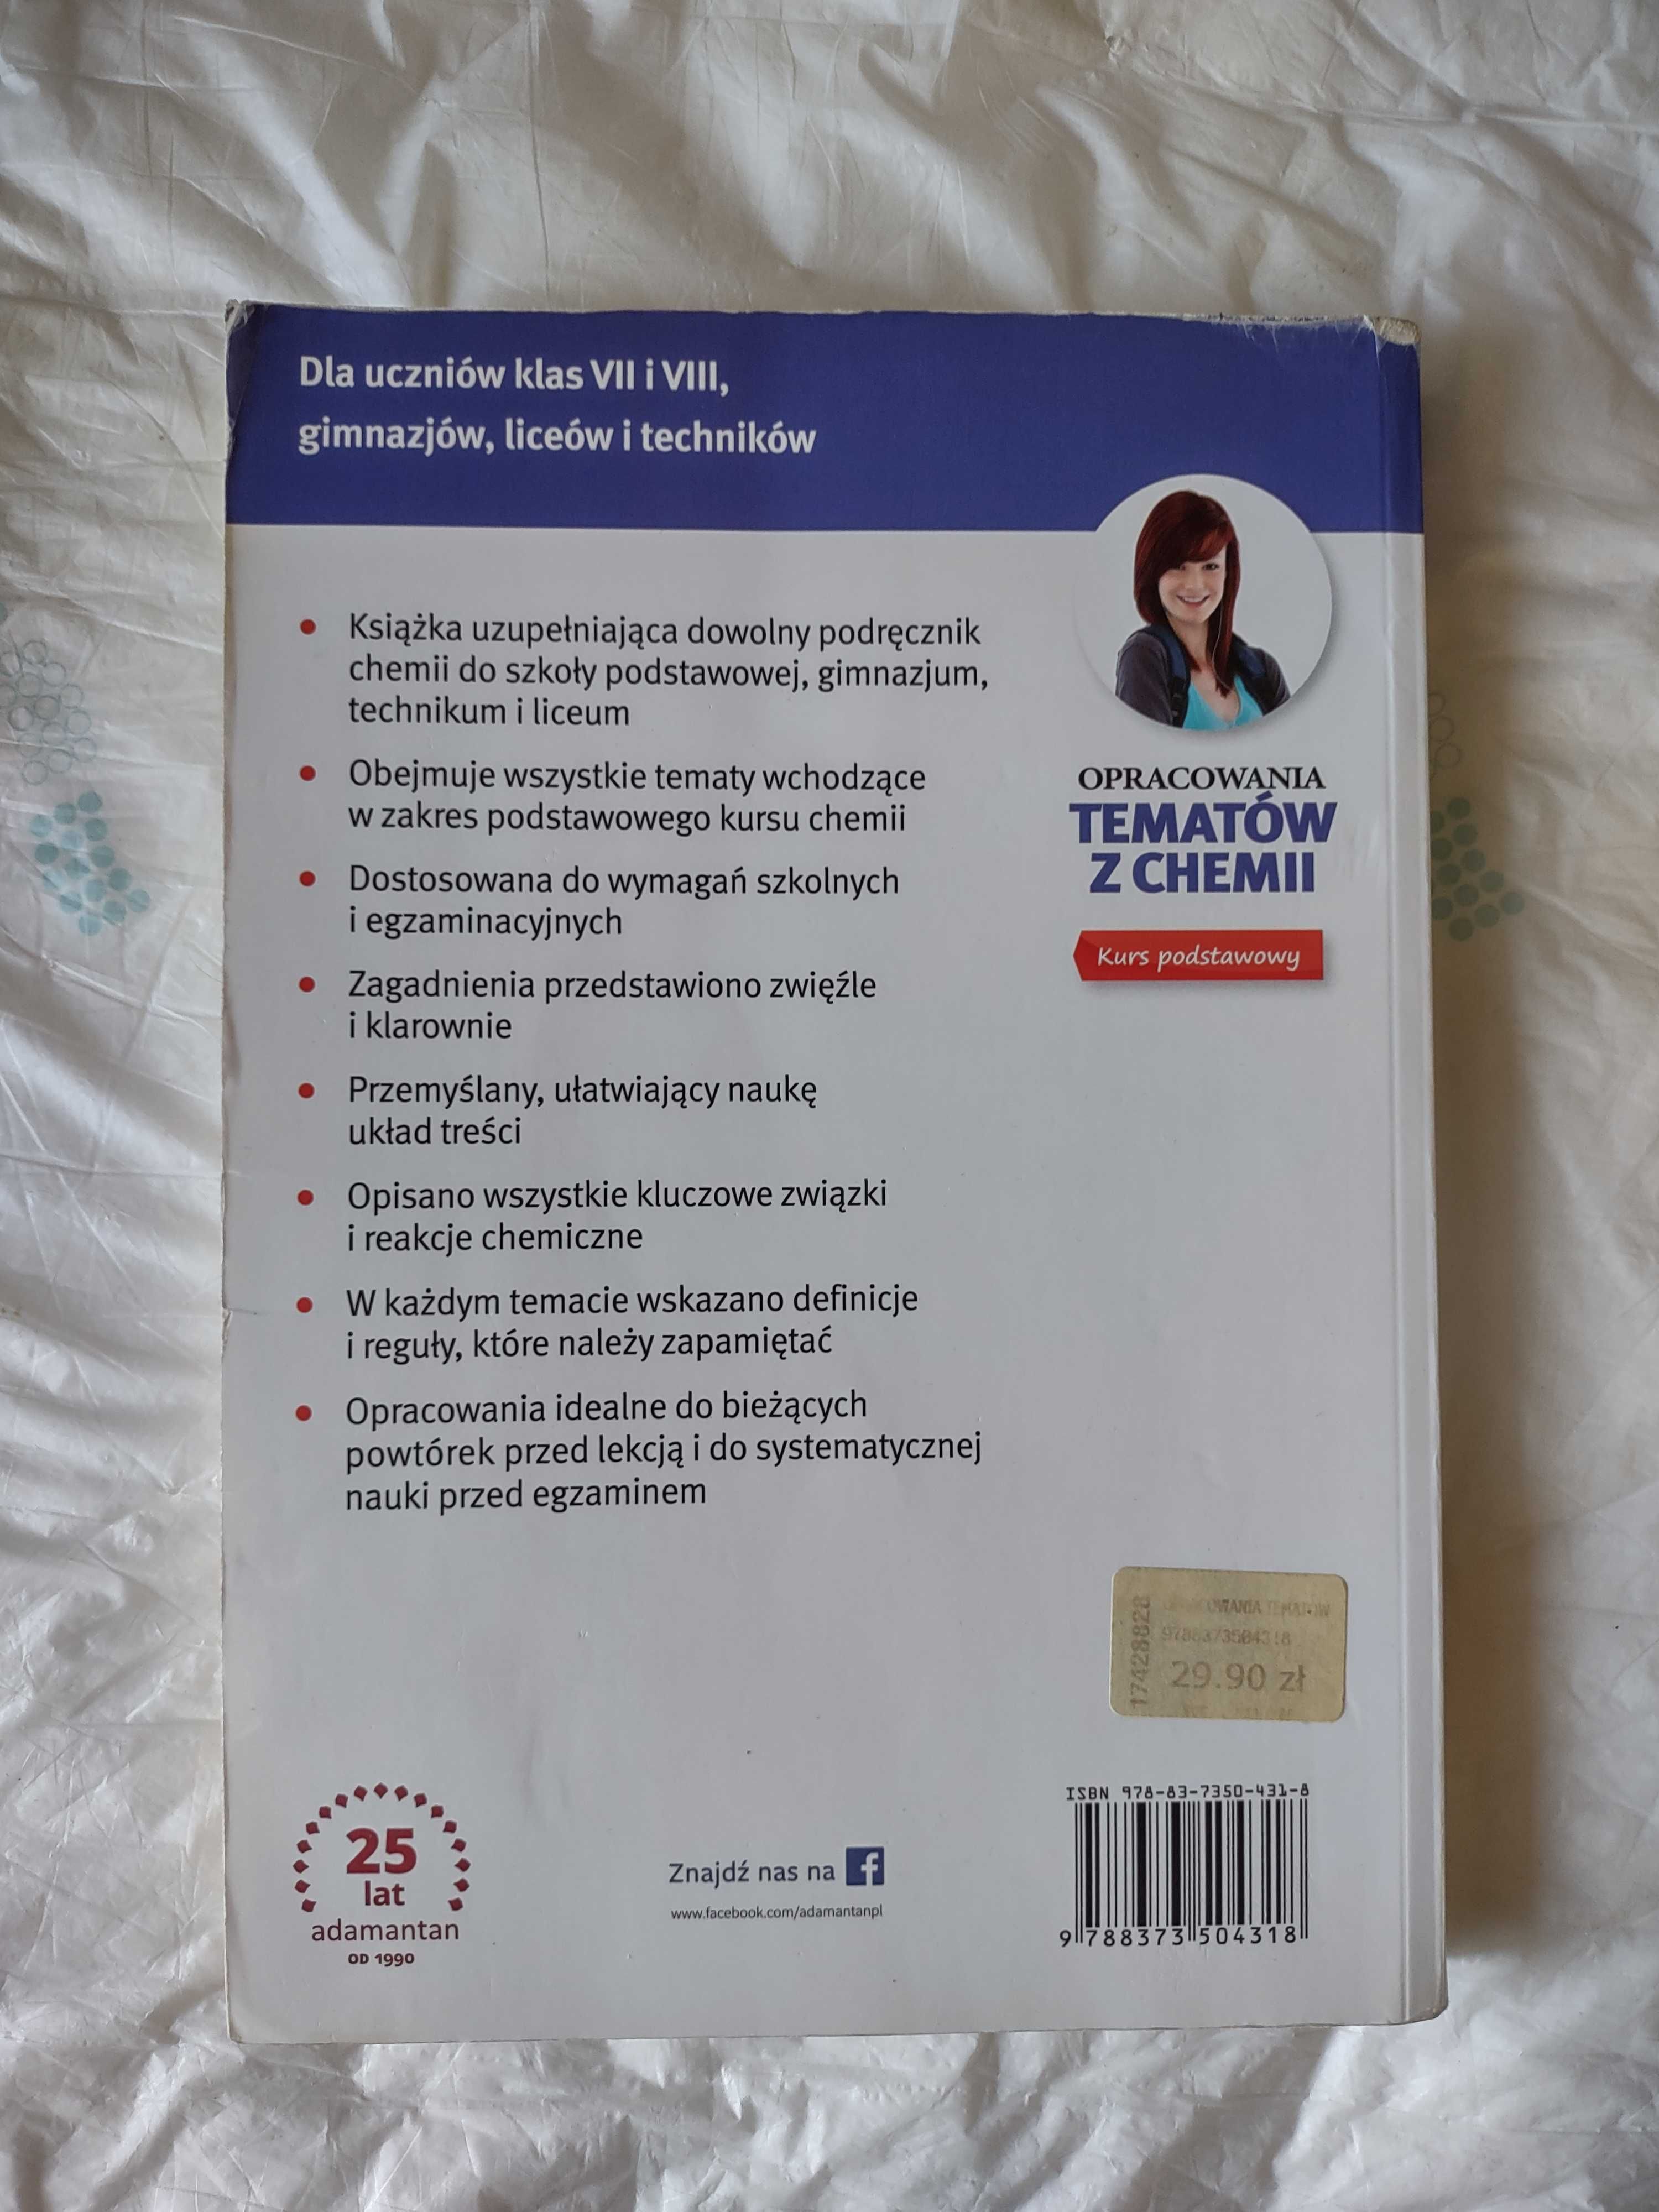 Dla uczniów klas VII i VIII,
gimnazjów, liceów i techników
Książka uzupełniająca dowolny podręcznik
chemii do szkoły podstawowej, gimnazjum,
technikum i liceum
Obejmuje wszystkie tematy wchodzące
w zakres podstawowego kursu chemii
Dostosowana do wymagań szkolnych
i egzaminacyjnych
Zagadnienia przedstawiono zwięźle
i klarownie
Przemyślany, ułatwiający naukę
układ treści
Opisano wszystkie kluczowe związki
i reakcje chemiczne
W każdym temacie wskazano definicje
i reguły, które należy zapamiętać
Opracowania idealne do bieżących
powtórek przed lekcją i do systematycznej
nauki przed egzaminem
OPRACOWANIA
TEMATÓW
Z CHEMII
Kurs podstawowy
17428828
TEMATÓW
9788373504318
29.90 zł
25
lat
adamantan
OD 1990
Znajdź nas na f
www.facebook.com/adamantanpl
ISBN 978-83-7350-431-8
9 788373 504318